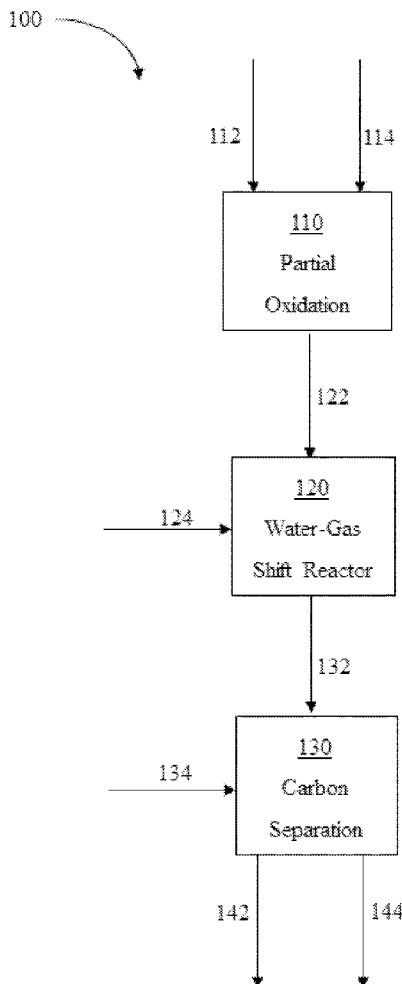 100
112
114
110
Partial
Oxidation
122
120
124
Water-Gas
Shift Reactor
132
130
134
Carbon
Separation
142
144